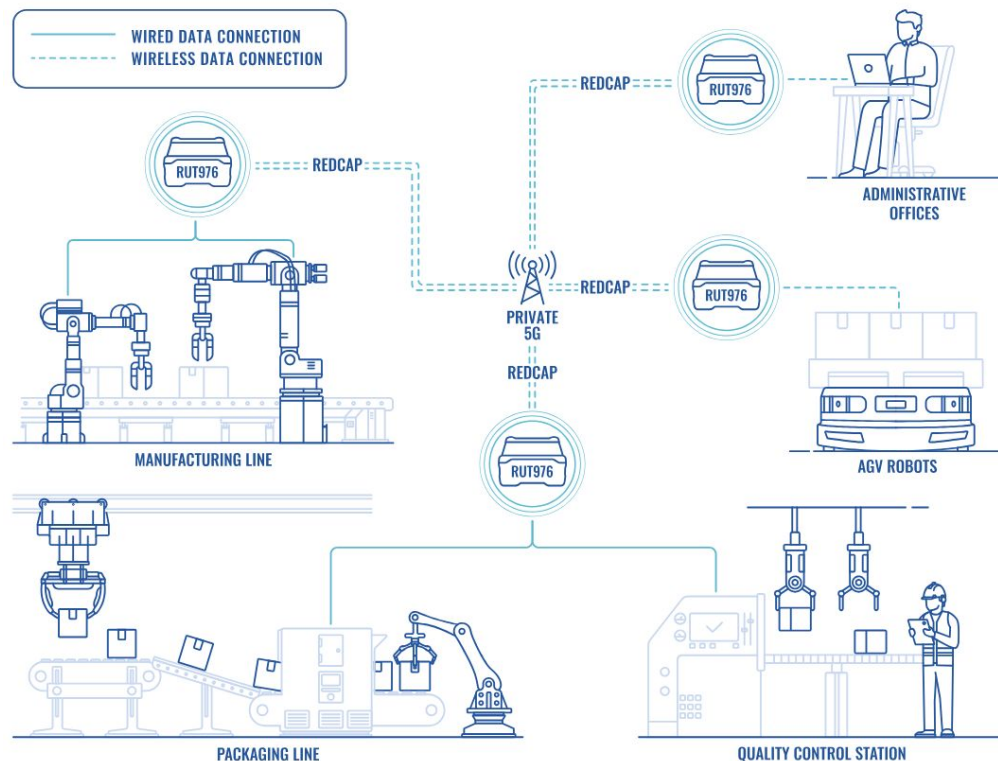 WIRED DATA CONNECTION
WIRELESS DATA CONNECTION
REDCAP
RUT976
ADMINISTRATIVE
OFFICES
RUT976
REDCAP
REDCAP
RUT976
PRIVATE
5G
REDCAP
MANUFACTURING LINE
RUT976
AGV ROBOTS
PACKAGING LINE
QUALITY CONTROL STATION